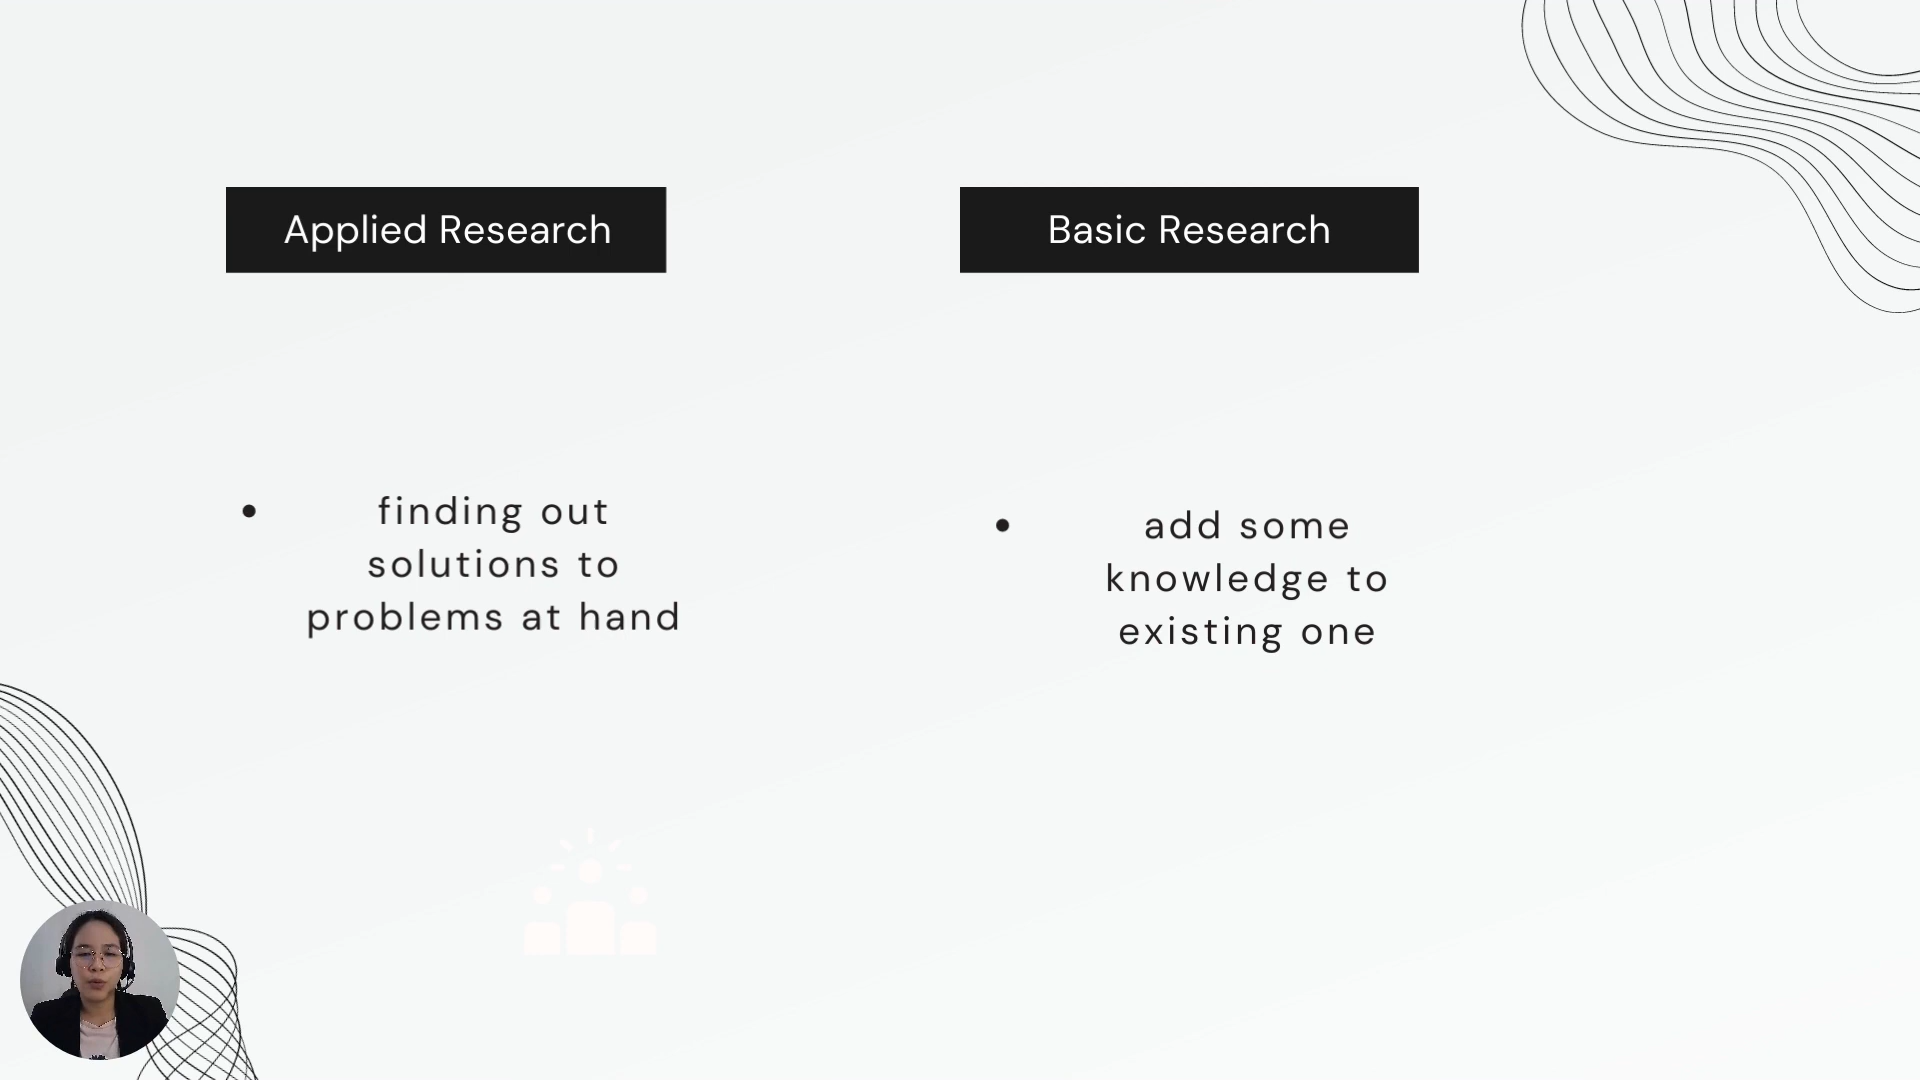 Applied Research
Basic Research
• finding out
solutions to
problems at hand
• add some
knowledge to
existing one